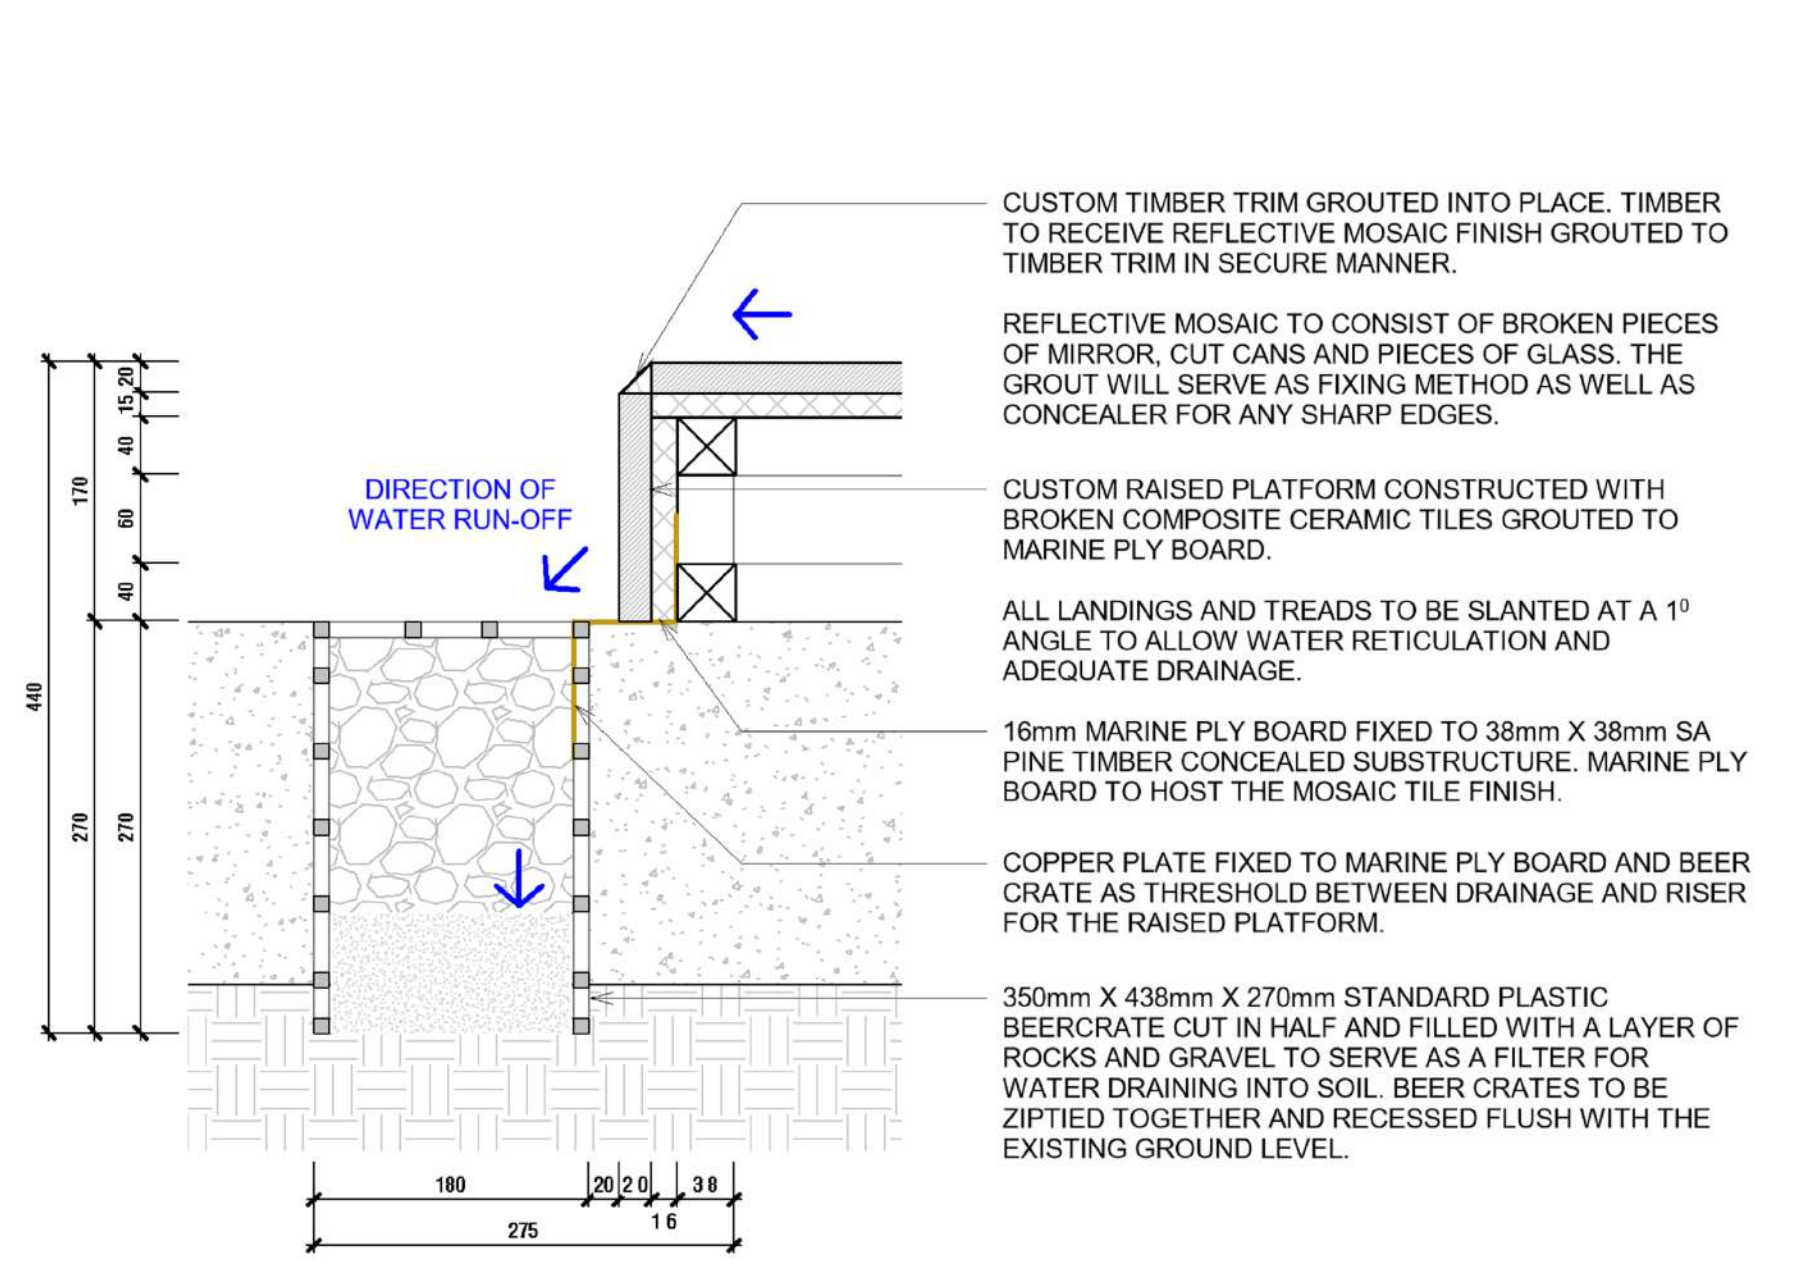 CUSTOM TIMBER TRIM GROUTED INTO PLACE. TIMBER
TO RECEIVE REFLECTIVE MOSAIC FINISH GROUTED TO
TIMBER TRIM IN SECURE MANNER.
REFLECTIVE MOSAIC TO CONSIST OF BROKEN PIECES
OF MIRROR, CUT CANS AND PIECES OF GLASS. THE
GROUT WILL SERVE AS FIXING METHOD AS WELL AS
CONCEALER FOR ANY SHARP EDGES.
CUSTOM RAISED PLATFORM CONSTRUCTED WITH
BROKEN COMPOSITE CERAMIC TILES GROUTED TO
MARINE PLY BOARD.
ALL LANDINGS AND TREADS TO BE SLANTED AT A 1⁰
ANGLE TO ALLOW WATER RETICULATION AND
ADEQUATE DRAINAGE.
16mm MARINE PLY BOARD FIXED TO 38mm X 38mm SA
PINE TIMBER CONCEALED SUBSTRUCTURE. MARINE PLY
BOARD TO HOST THE MOSAIC TILE FINISH.
COPPER PLATE FIXED TO MARINE PLY BOARD AND BEER
CRATE AS THRESHOLD BETWEEN DRAINAGE AND RISER
FOR THE RAISED PLATFORM.
350mm X 438mm X 270mm STANDARD PLASTIC
BEERCRATE CUT IN HALF AND FILLED WITH A LAYER OF
ROCKS AND GRAVEL TO SERVE AS A FILTER FOR
WATER DRAINING INTO SOIL. BEER CRATES TO BE
ZIPTIED TOGETHER AND RECESSED FLUSH WITH THE
EXISTING GROUND LEVEL.
DIRECTION OF
WATER RUN-OFF
20
15
40
60
40
170
440
270
270
180
20
20
16
38
275